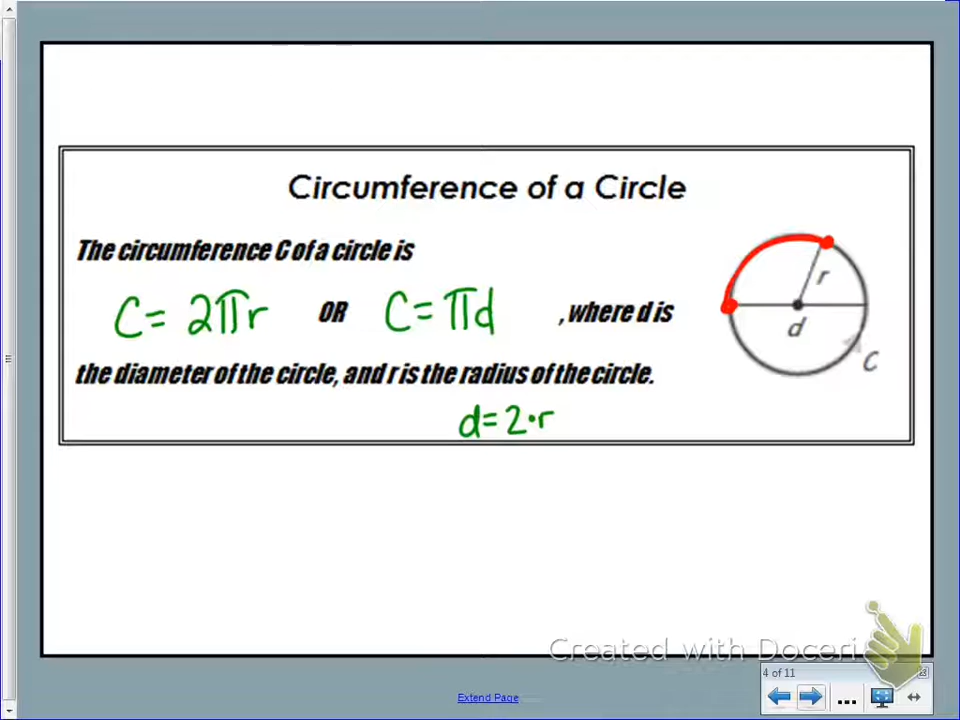 Circumference of a Circle
The circumference C of a circle is
C = 2πr OR C = πd , where d is
the diameter of the circle, and r is the radius of the circle.
d = 2·r
r
d
C
Created with Doceri
4 of 11
...
Extend Page